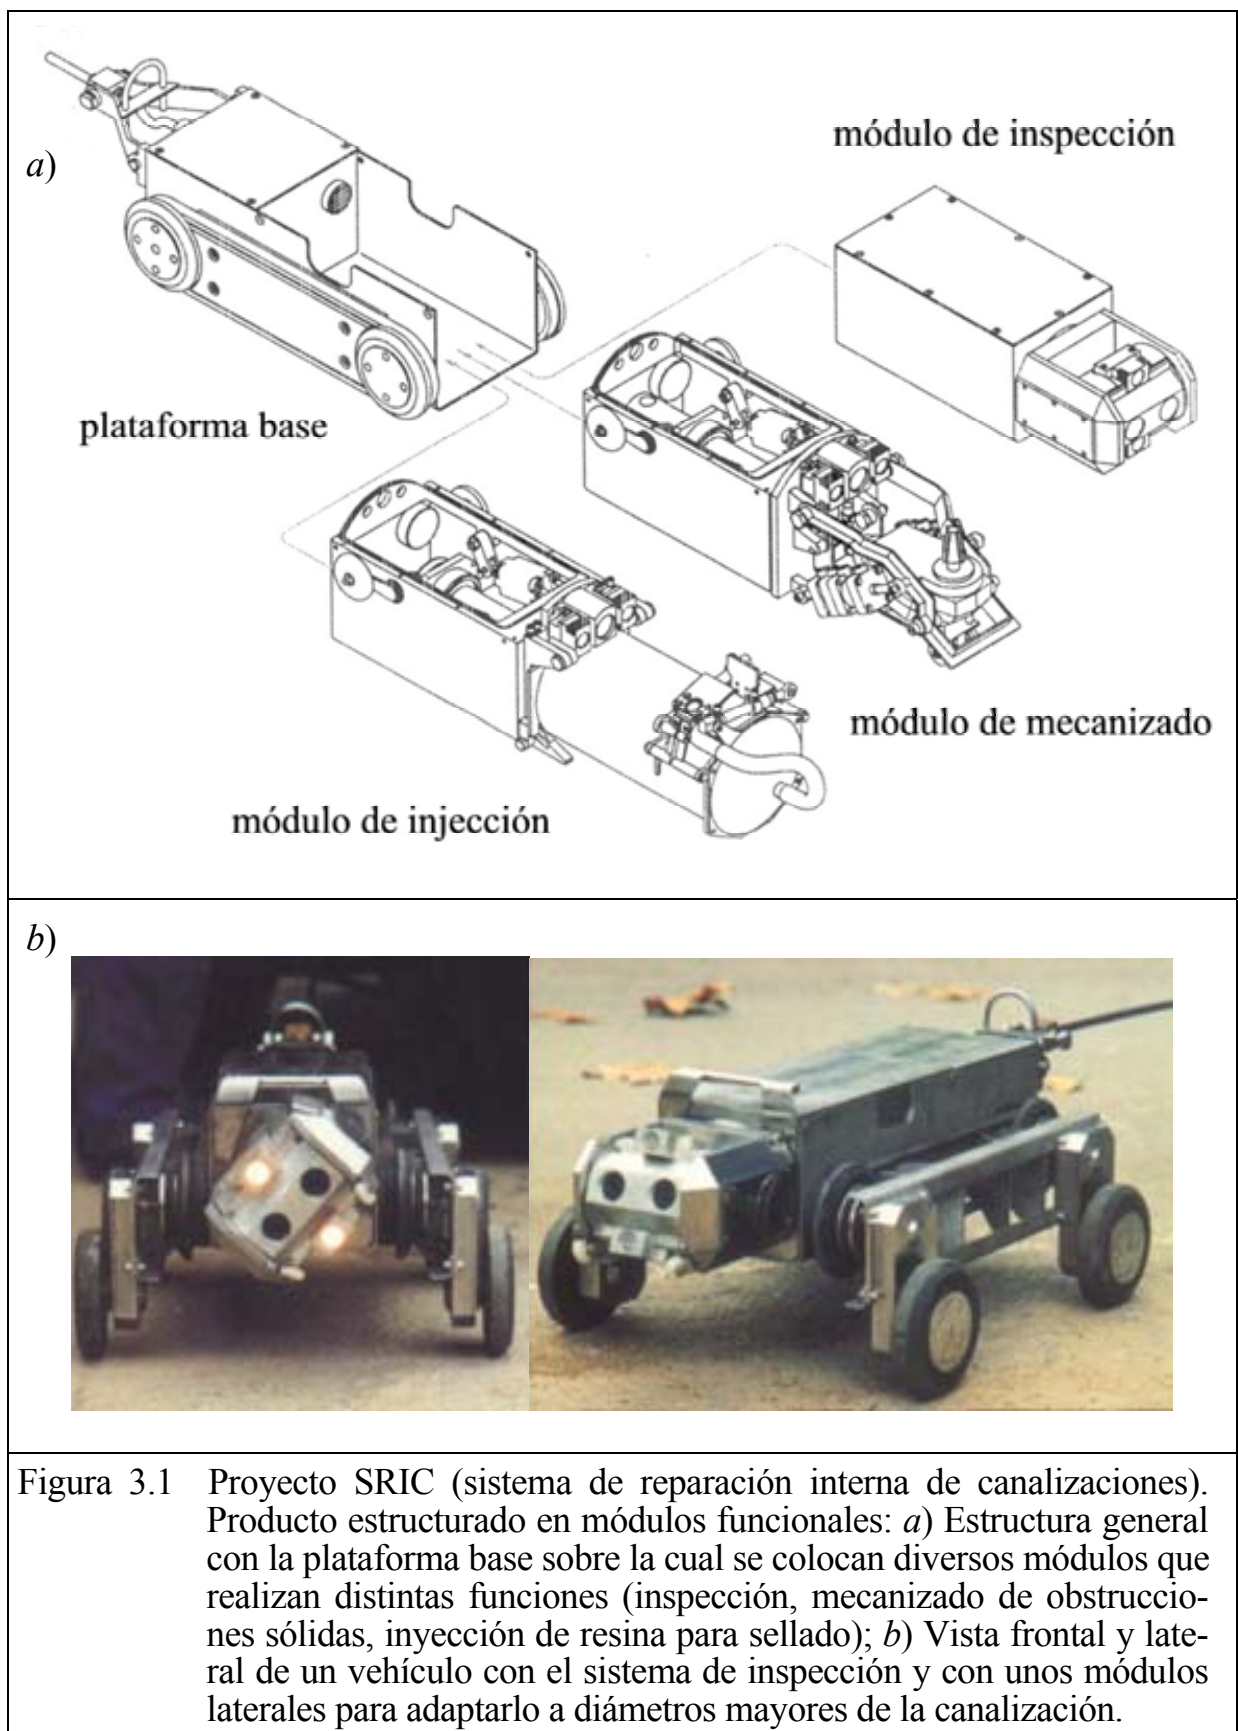 a)
módulo de inspección
plataforma base
módulo de mecanizado
módulo de injección
b)
Figura 3.1 Proyecto SRIC (sistema de reparación interna de canalizaciones).
Producto estructurado en módulos funcionales: a) Estructura general
con la plataforma base sobre la cual se colocan diversos módulos que
realizan distintas funciones (inspección, mecanizado de obstruccio-
nes sólidas, inyección de resina para sellado); b) Vista frontal y late-
ral de un vehículo con el sistema de inspección y con unos módulos
laterales para adaptarlo a diámetros mayores de la canalización.